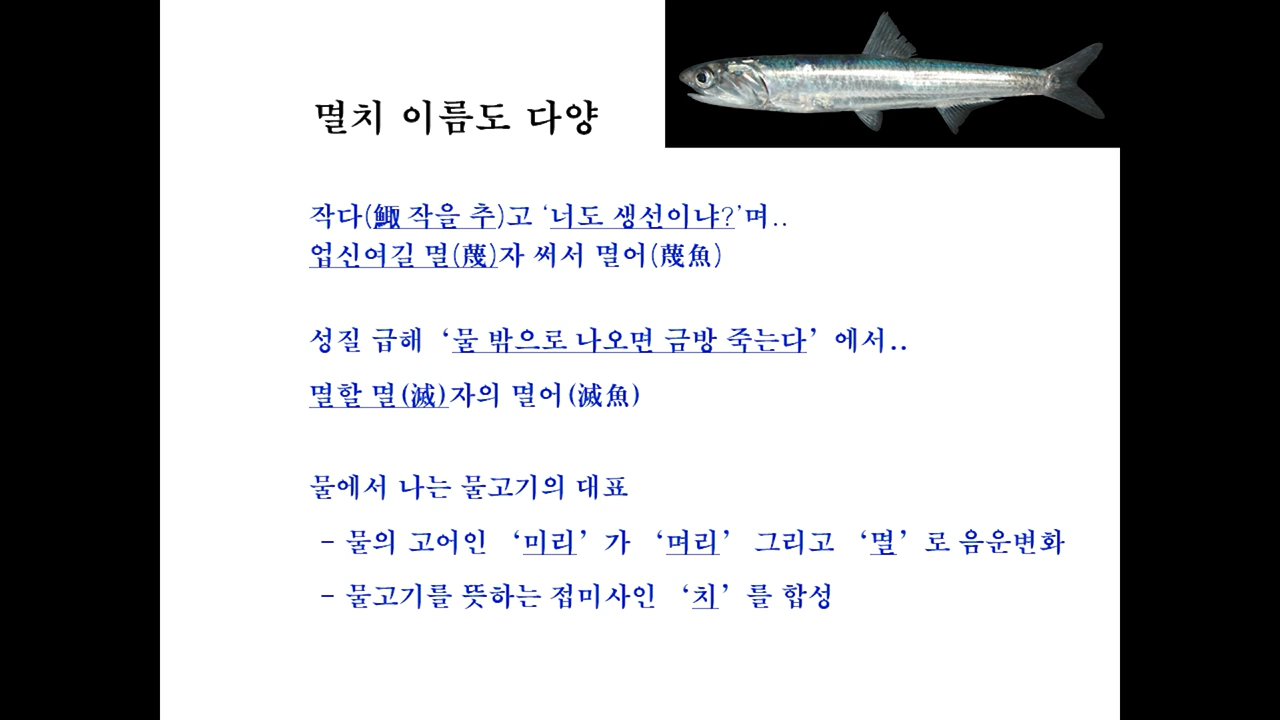 멸치 이름도 다양
작다(鯫 작을 추)고 ‘너도 생선이냐?’며..
업신여길 멸(蔑)자 써서 멸어(蔑魚)
성질 급해 ‘물 밖으로 나오면 금방 죽는다’ 에서..
멸할 멸(滅)자의 멸어(滅魚)
물에서 나는 물고기의 대표
- 물의 고어인 ‘미리’ 가 ‘며리’ 그리고 ‘멸’ 로 음운변화
- 물고기를 뜻하는 접미사인 ‘치’ 를 합성